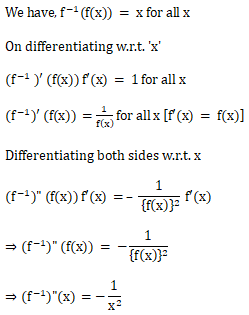 We have, f⁻¹(f(x)) = x for all x
On differentiating w.r.t. 'x'
(f⁻¹)′ (f(x)) f′(x) = 1 for all x
(f⁻¹)′ (f(x)) = 1/f(x) for all x [f′(x) = f(x)]
Differentiating both sides w.r.t. x
(f⁻¹)" (f(x)) f′(x) = − 1/{f(x)}² f′(x)
⇒ (f⁻¹)" (f(x)) = − 1/{f(x)}²
⇒ (f⁻¹)"(x) = − 1/x²